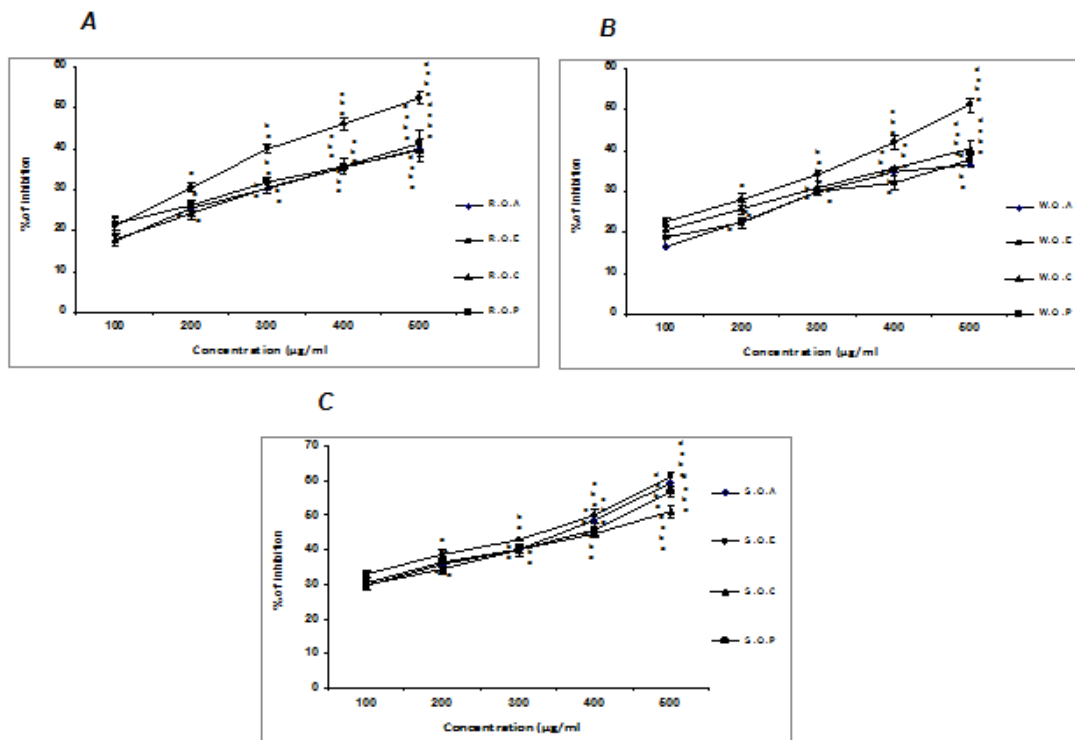 A
60
50
40
30
20
10
0
% of inhibition
100 200 300 400 500
Concentration (µg/ml
R.O.A
R.O.E
R.O.C
R.O.P
B
60
50
40
30
20
10
0
% of inhibition
100 200 300 400 500
Concentration (µg/ml
W.O.A
W.O.E
W.O.C
W.O.P
C
70
60
50
40
30
20
10
0
% of inhibition
100 200 300 400 500
Concentration (µg/ml
S.O.A
S.O.E
S.O.C
S.O.P